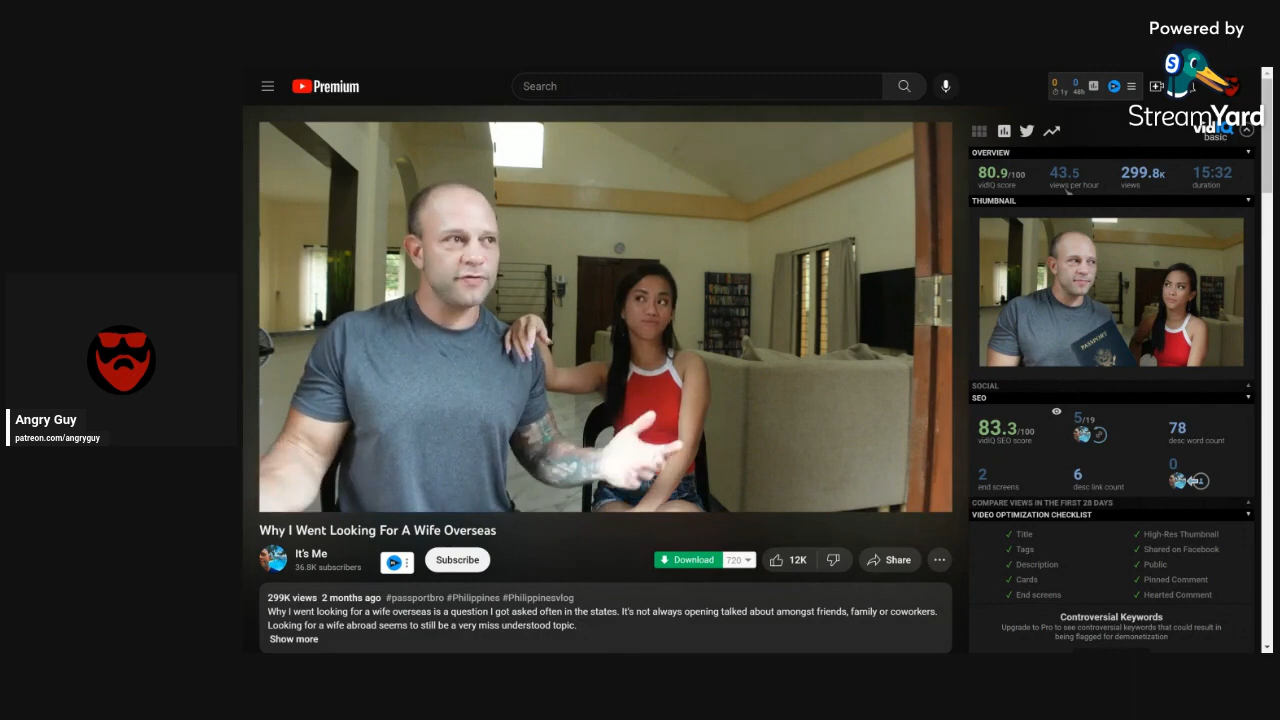 Powered by
StreamYard
Premium
Search
0
0
1y
48h
vidIQ
basic
OVERVIEW
80.9/100
43.5
299.8K
15:32
vidIQ score
views per hour
views
duration
THUMBNAIL
PASSPORT
SOCIAL
SEO
83.3/100
5/19
78
vidIQ SEO score
desc word count
2
6
0
end screens
desc link count
COMPARE VIEWS IN THE FIRST 28 DAYS
VIDEO OPTIMIZATION CHECKLIST
Title
High-Res Thumbnail
Tags
Shared on Facebook
Description
Public
Cards
Pinned Comment
End screens
Hearted Comment
Controversial Keywords
Upgrade to Pro to see controversial keywords that could result in
being flagged for demonetization
Angry Guy
patreon.com/angryguy
Why I Went Looking For A Wife Overseas
It's Me
36.8K subscribers
Subscribe
Download
720
12K
Share
299K views 2 months ago #passportbro #Philippines #Philippinesvlog
Why I went looking for a wife overseas is a question I got asked often in the states. It's not always opening talked about amongst friends, family or coworkers.
Looking for a wife abroad seems to still be a very miss understood topic.
Show more